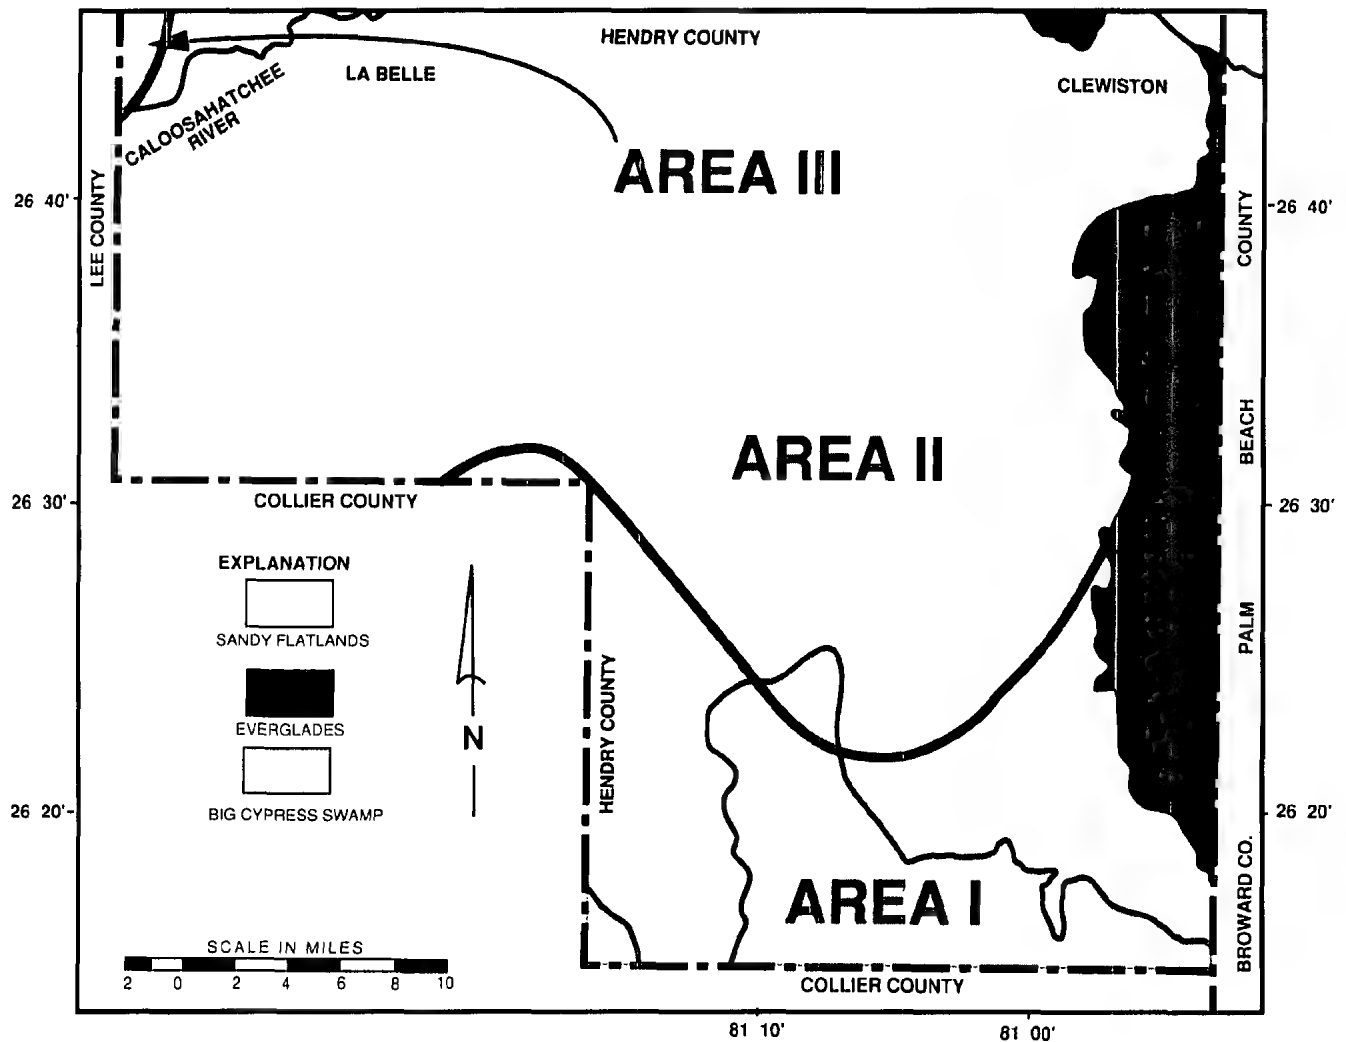 HENDRY COUNTY
LA BELLE
CLEWISTON
CALOOSAHATCHEE
RIVER
AREA III
26 40'
26 40'
LEE COUNTY
COUNTY
BEACH
PALM
AREA II
COLLIER COUNTY
26 30'
26 30'
EXPLANATION
SANDY FLATLANDS
EVERGLADES
BIG CYPRESS SWAMP
N
HENDRY COUNTY
26 20'
26 20'
AREA I
BROWARD CO.
SCALE IN MILES
2 0 2 4 6 8 10
COLLIER COUNTY
81 10'
81 00'